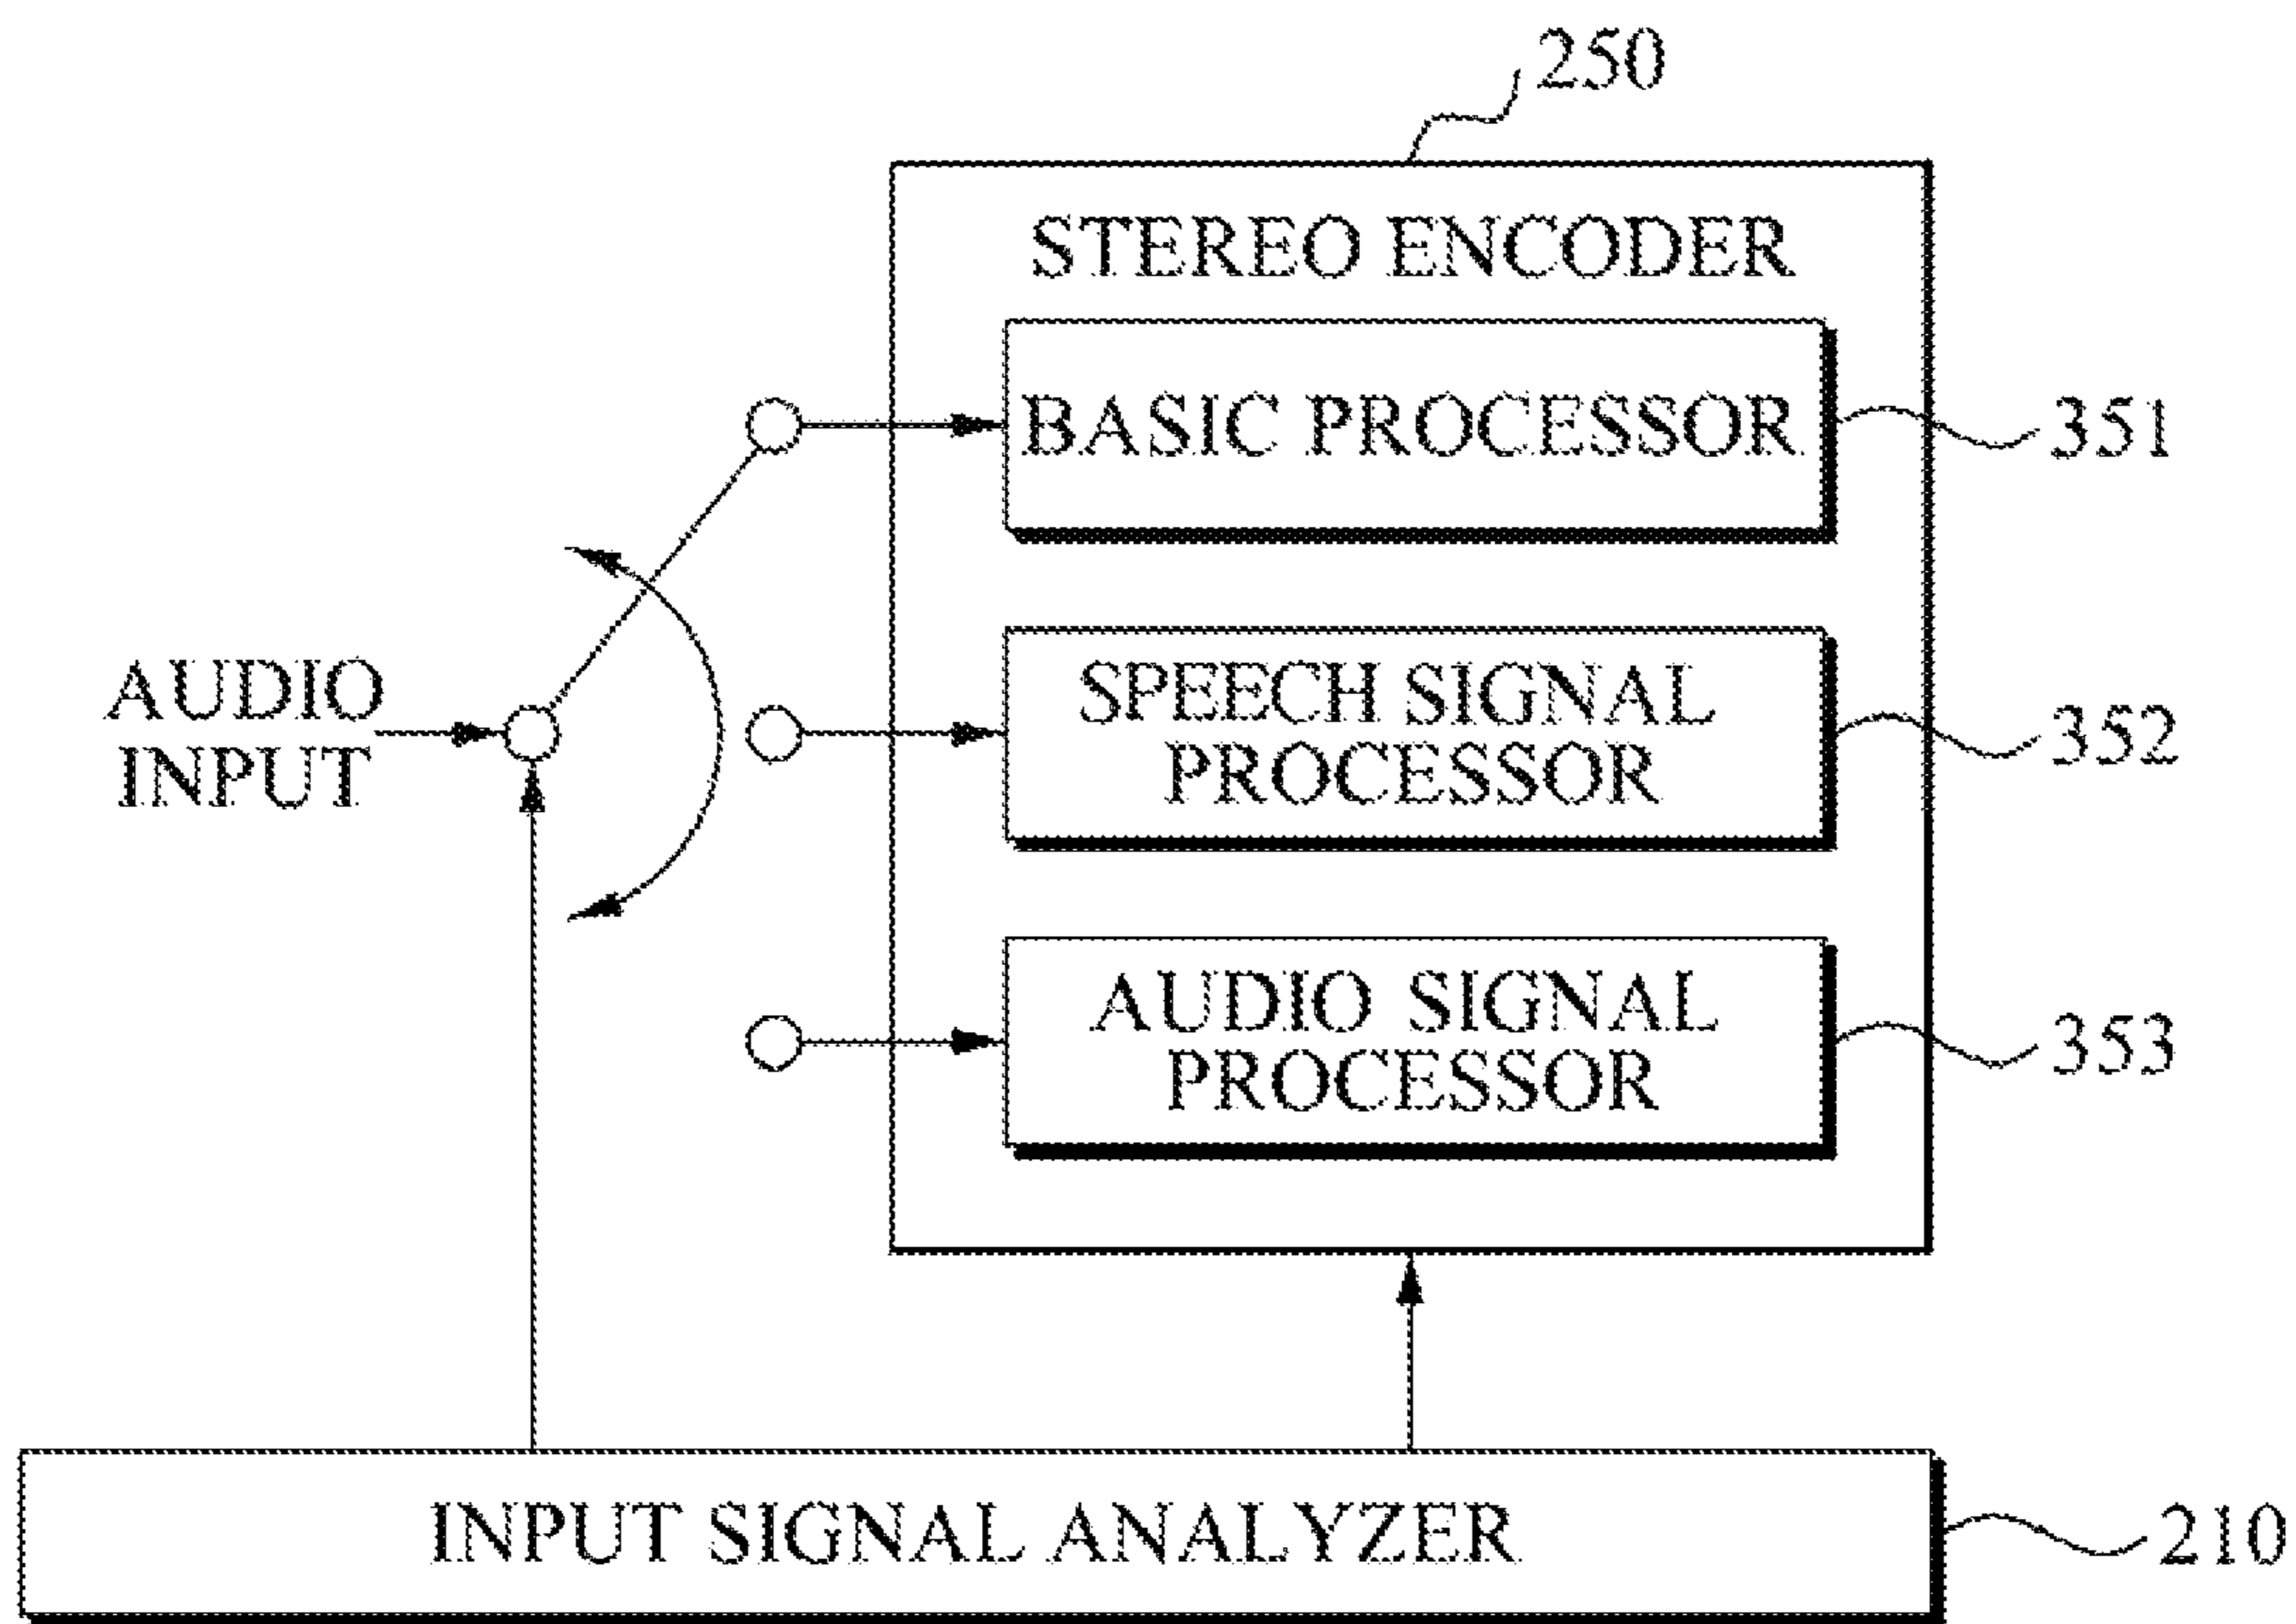 250
STEREO ENCODER
BASIC PROCESSOR
351
AUDIO
INPUT
SPEECH SIGNAL
PROCESSOR
352
AUDIO SIGNAL
PROCESSOR
353
INPUT SIGNAL ANALYZER
210